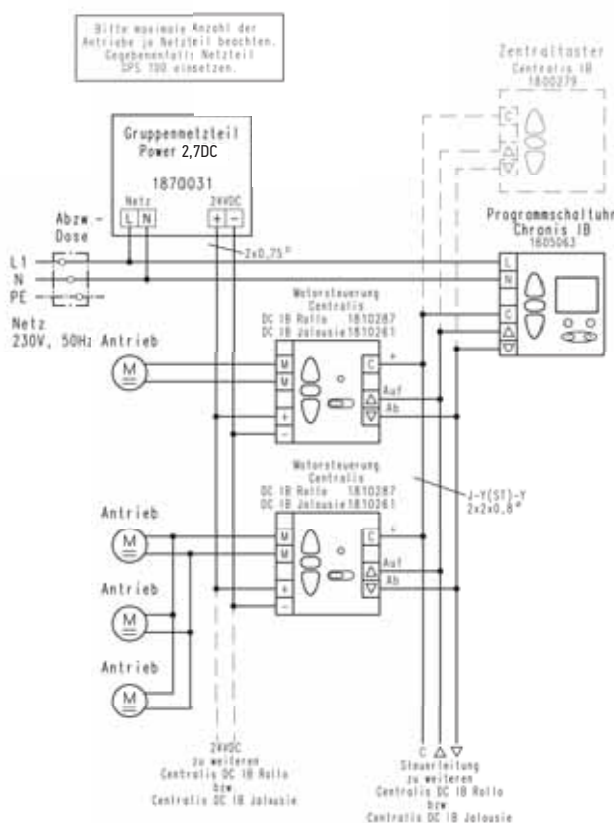 Bitte maximale Anzahl der
Antriebe je Netzteil beachten.
Gegebenenfalls Netzteil
GPS 100 einsetzen.
Zentraltaster
Centralis IB
1800279
C
Gruppennetzteil
Power 2,7DC
1870031
Netz
24VDC
L N
+ -
Abzw-
Dose
2x0,75²
L1
N
PE
Netz
230V, 50Hz
Programmschaltuhr
Chronis IB
1805063
L
N
C
Motorsteuerung
Centralis
DC IB Rollo 1810287
DC IB Jalousie 1810261
Antrieb
M
M
M
+
-
C
+
Auf
Ab
Motorsteuerung
Centralis
DC IB Rollo 1810287
DC IB Jalousie 1810261
J-Y(ST)-Y
2x2x0,8ø
Antrieb
M
M
M
+
-
C
+
Auf
Ab
Antrieb
M
Antrieb
M
24VDC
zu weiteren
Centralis DC IB Rollo
bzw
Centralis DC IB Jalousie
C
Steuerleitung
zu weiteren
Centralis DC IB Rollo
bzw
Centralis DC IB Jalousie